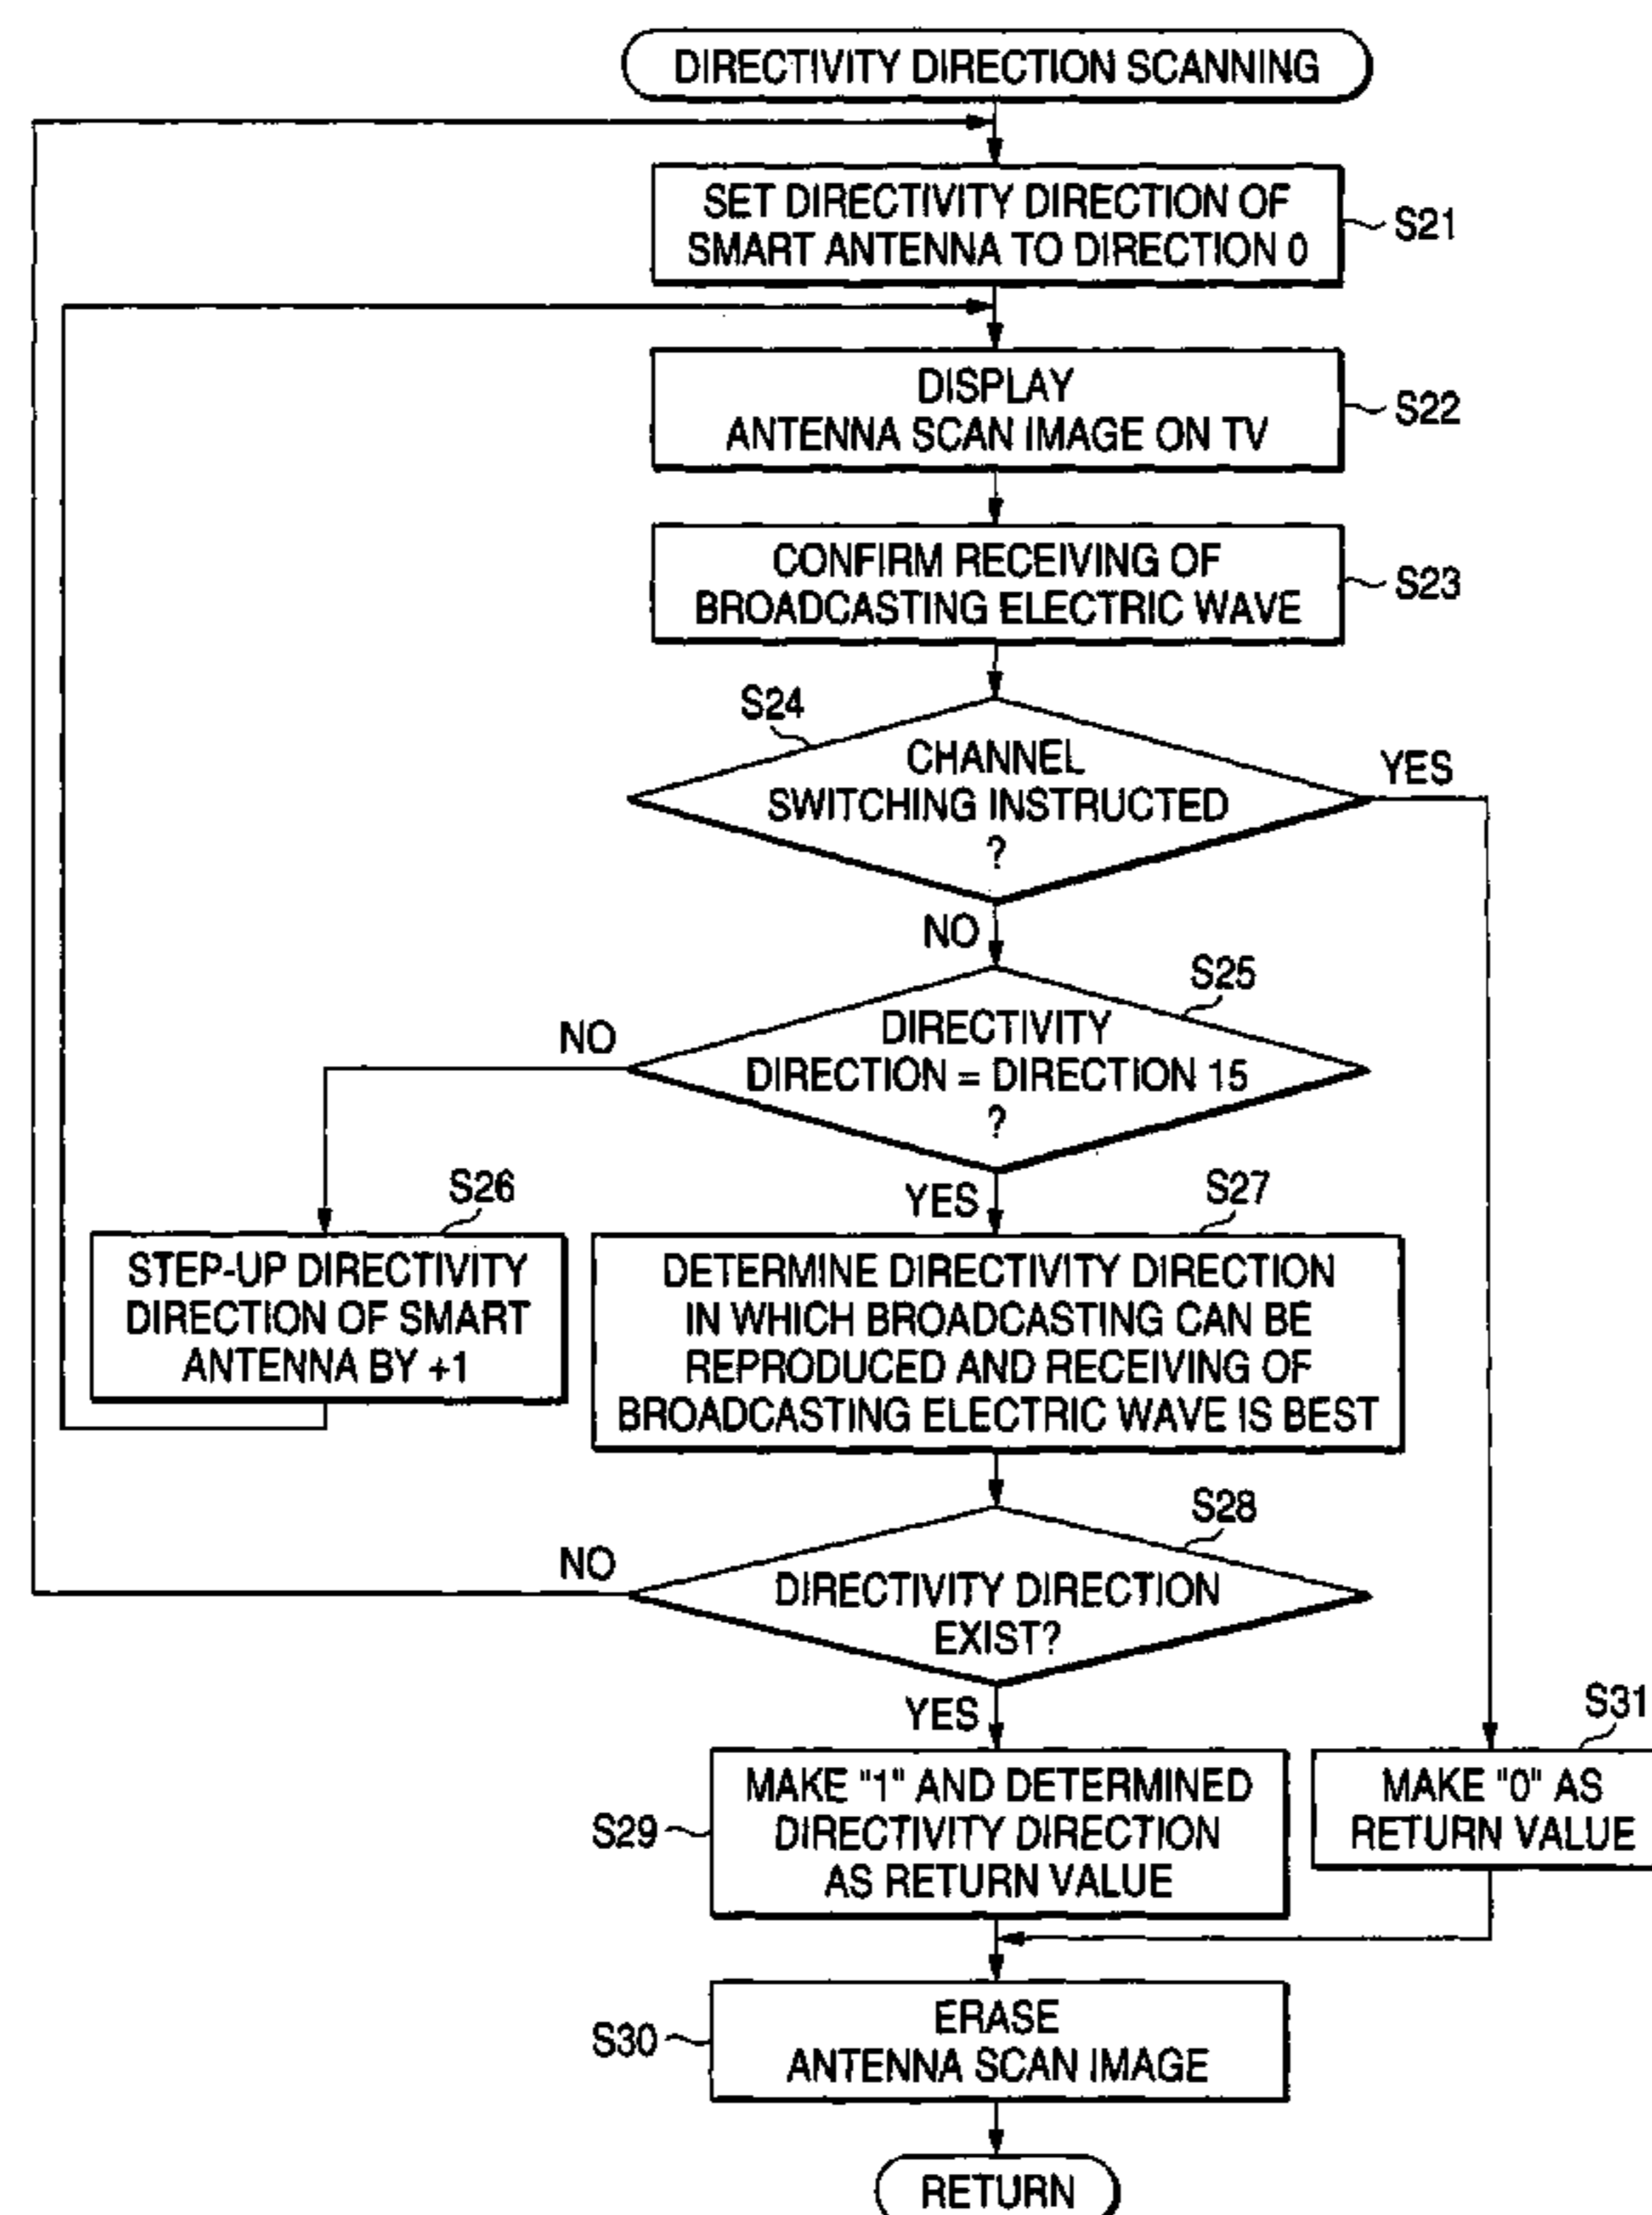 DIRECTIVITY DIRECTION SCANNING
SET DIRECTIVITY DIRECTION OF
SMART ANTENNA TO DIRECTION 0
S21
DISPLAY
ANTENNA SCAN IMAGE ON TV
S22
CONFIRM RECEIVING OF
BROADCASTING ELECTRIC WAVE
S23
S24
CHANNEL
SWITCHING INSTRUCTED
?
YES
NO
S25
DIRECTIVITY
DIRECTION = DIRECTION 15
?
NO
YES
S26
STEP-UP DIRECTIVITY
DIRECTION OF SMART
ANTENNA BY +1
S27
DETERMINE DIRECTIVITY DIRECTION
IN WHICH BROADCASTING CAN BE
REPRODUCED AND RECEIVING OF
BROADCASTING ELECTRIC WAVE IS BEST
S28
NO
DIRECTIVITY DIRECTION
EXIST?
YES
S29
MAKE "1" AND DETERMINED
DIRECTIVITY DIRECTION
AS RETURN VALUE
S31
MAKE "0" AS
RETURN VALUE
S30
ERASE
ANTENNA SCAN IMAGE
RETURN